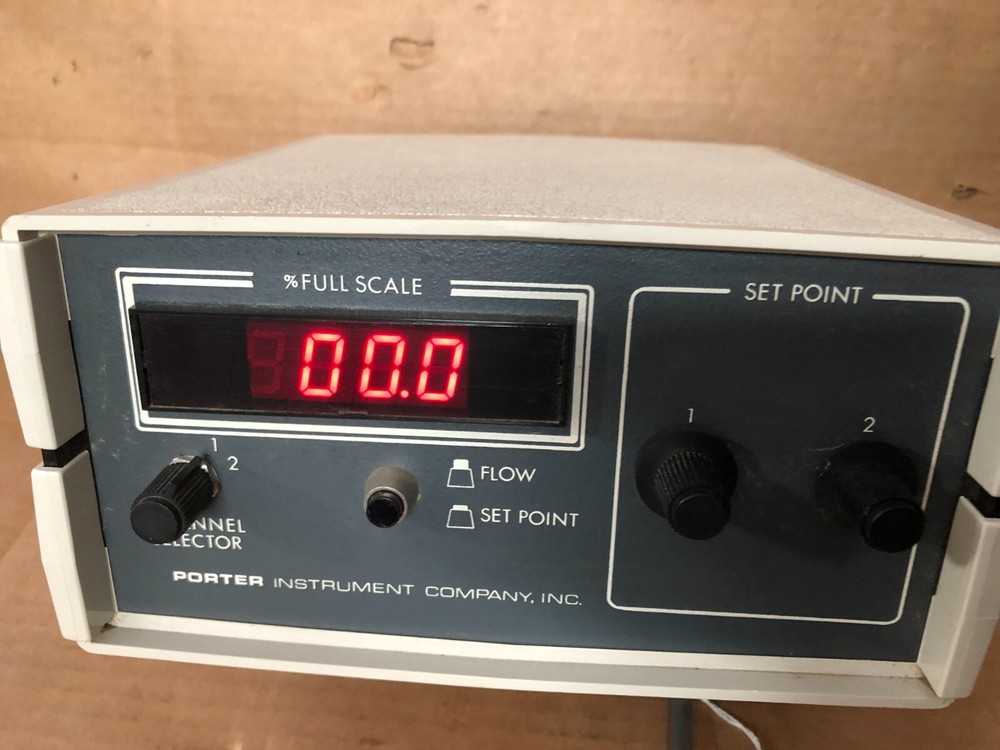 % FULL SCALE
00.0
SET POINT
1
2
1
2
FLOW
SET POINT
SELECTOR
PORTER INSTRUMENT COMPANY, INC.